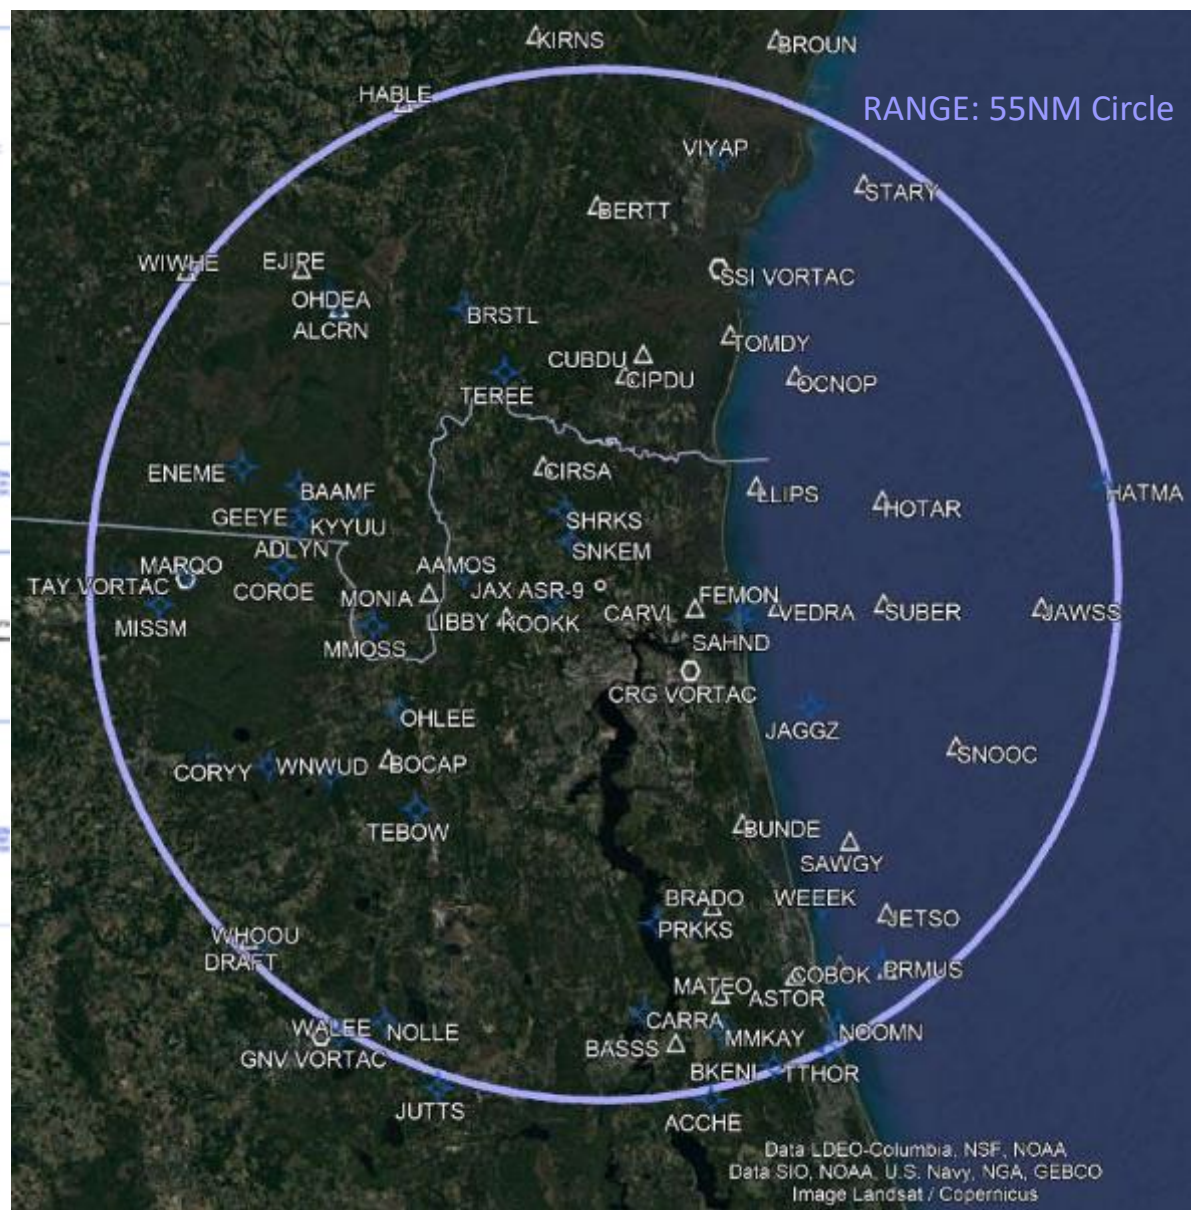 KIRNS
BROUN
HABLE
RANGE: 55NM Circle
VIYAP
STARY
BERTT
WIWHE
EJIRE
SSI VORTAC
OHDEA
ALCRN
BRSTL
TOMDY
CUBDU
CIPDU
OCNOP
TEREE
ENEME
CIRSA
BAAMF
LLIPS
HATMA
HOTAR
GEEYE
KYYUU
SHRKS
ADLYN
SNKEM
MARQO
AAMOS
TAY VORTAC
COROE
MONIA
JAX ASR-9
FEMON
CARVL
VEDRA
SUBER
JAWSS
MISSM
LIBBY
KOOKK
MMOSS
SAHND
CRG VORTAC
OHLEE
JAGGZ
SNOOC
CORYY
WNWUD
BOCAP
TEBOW
BUNDE
SAWGY
BRADO
WEEEK
JETSO
PRKKS
WHOOU
DRAFT
COBOK
PRMUS
MATEO
ASTOR
CARRA
WALEE
NOLLE
NOOMN
MMKAY
BASSS
GNV VORTAC
BKENI
TTHOR
JUTTS
ACCHE
Data LDEO-Columbia, NSF, NOAA
Data SIO, NOAA, U.S. Navy, NGA, GEBCO
Image Landsat / Copernicus